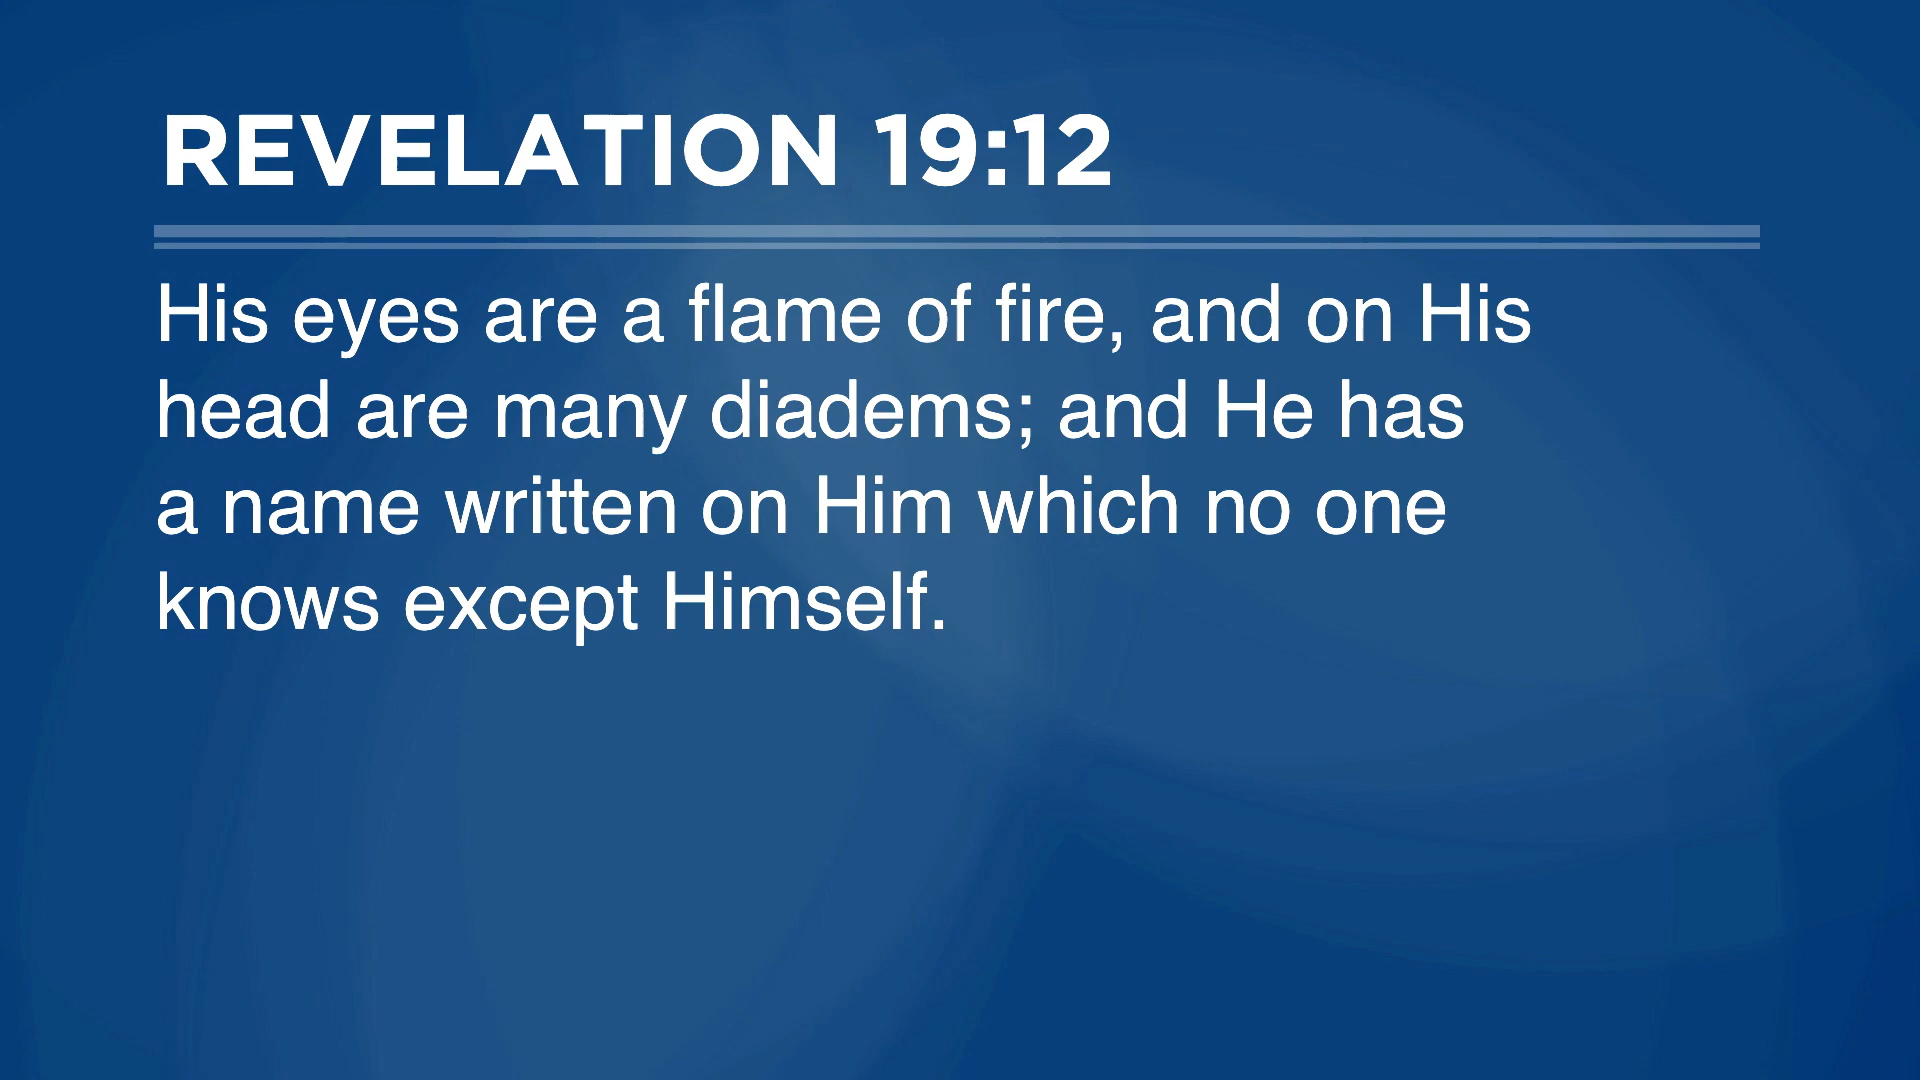 REVELATION 19:12
His eyes are a flame of fire, and on His
head are many diadems; and He has
a name written on Him which no one
knows except Himself.